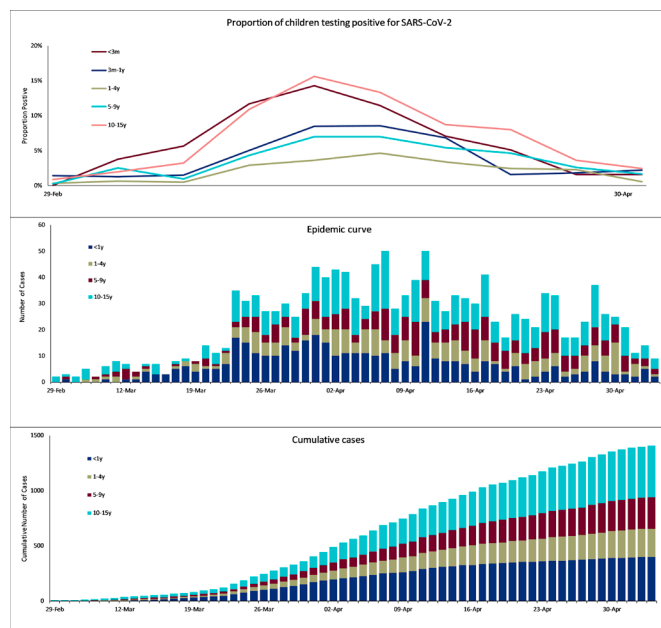 Proportion of children testing positive for SARS-CoV-2
20%
15%
10%
5%
0%
Proportion Postive
<3m
3m-1y
1-4y
5-9y
10-15y
29-Feb
30-Apr
Epidemic curve
60
50
40
30
20
10
0
Number of Cases
<1y
1-4y
5-9y
10-15y
29-Feb
12-Mar
19-Mar
26-Mar
02-Apr
09-Apr
16-Apr
23-Apr
30-Apr
Cumulative cases
1500
1000
500
0
Cumulative Number of Cases
<1y
1-4y
5-9y
10-15y
29-Feb
12-Mar
19-Mar
26-Mar
02-Apr
09-Apr
16-Apr
23-Apr
30-Apr